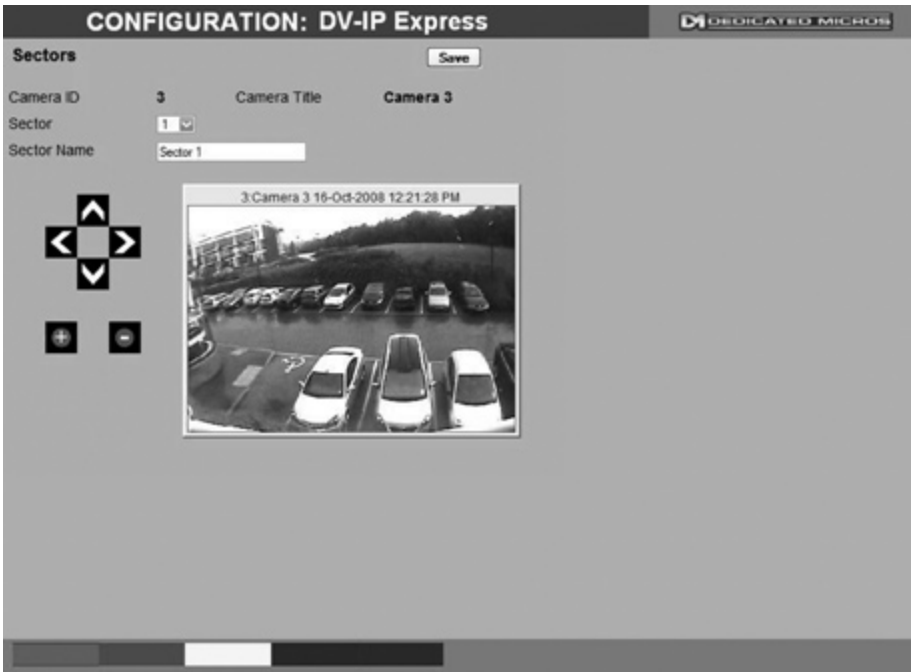 CONFIGURATION: DV-IP Express
DEDICATED MICROS
Sectors
Save
Camera ID 3 Camera Title Camera 3
Sector 1
Sector Name Sector 1
3:Camera 3 16-Oct-2008 12:21:28 PM